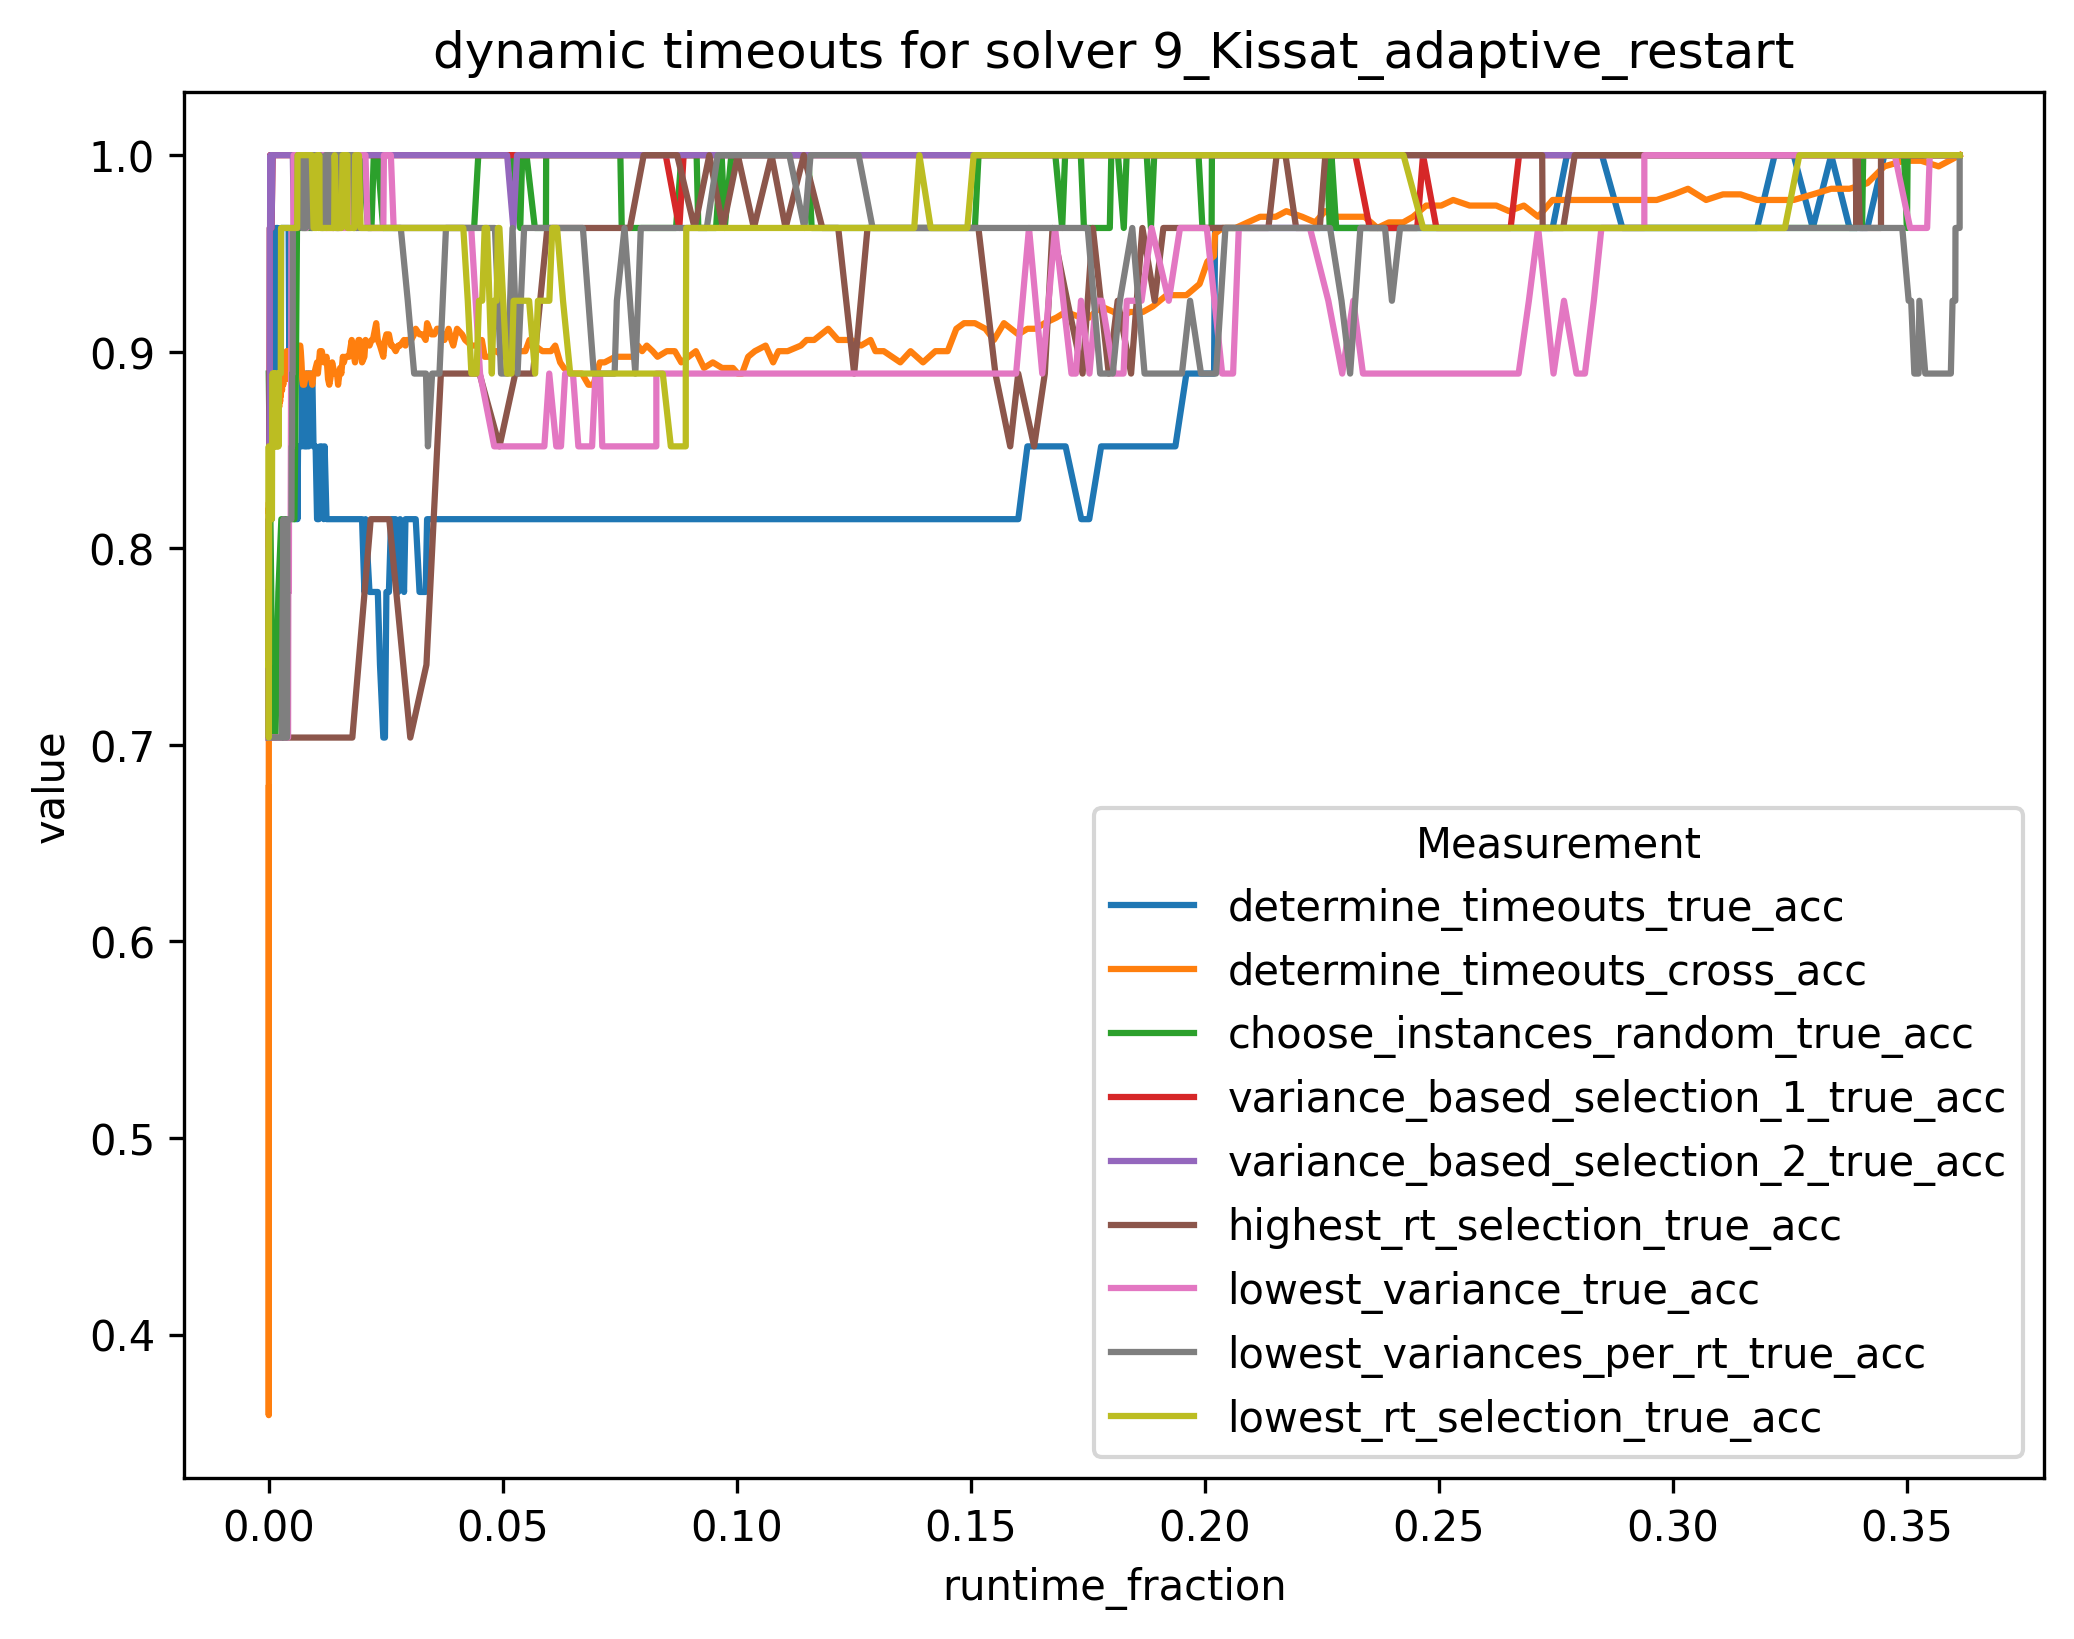 dynamic timeouts for solver 9_Kissat_adaptive_restart
1.0
0.9
0.8
0.7
0.6
0.5
0.4
value
Measurement
determine_timeouts_true_acc
determine_timeouts_cross_acc
choose_instances_random_true_acc
variance_based_selection_1_true_acc
variance_based_selection_2_true_acc
highest_rt_selection_true_acc
lowest_variance_true_acc
lowest_variances_per_rt_true_acc
lowest_rt_selection_true_acc
0.00 0.05 0.10 0.15 0.20 0.25 0.30 0.35
runtime_fraction